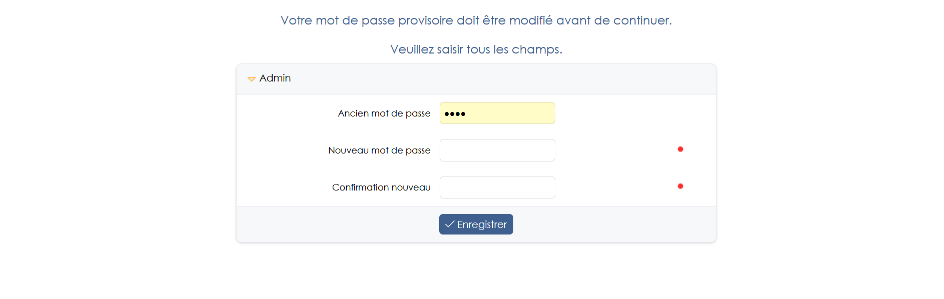 Votre mot de passe provisoire doit être modifié avant de continuer.
Veuillez saisir tous les champs.
Admin
Ancien mot de passe ●●●●
Nouveau mot de passe
Confirmation nouveau
Enregistrer